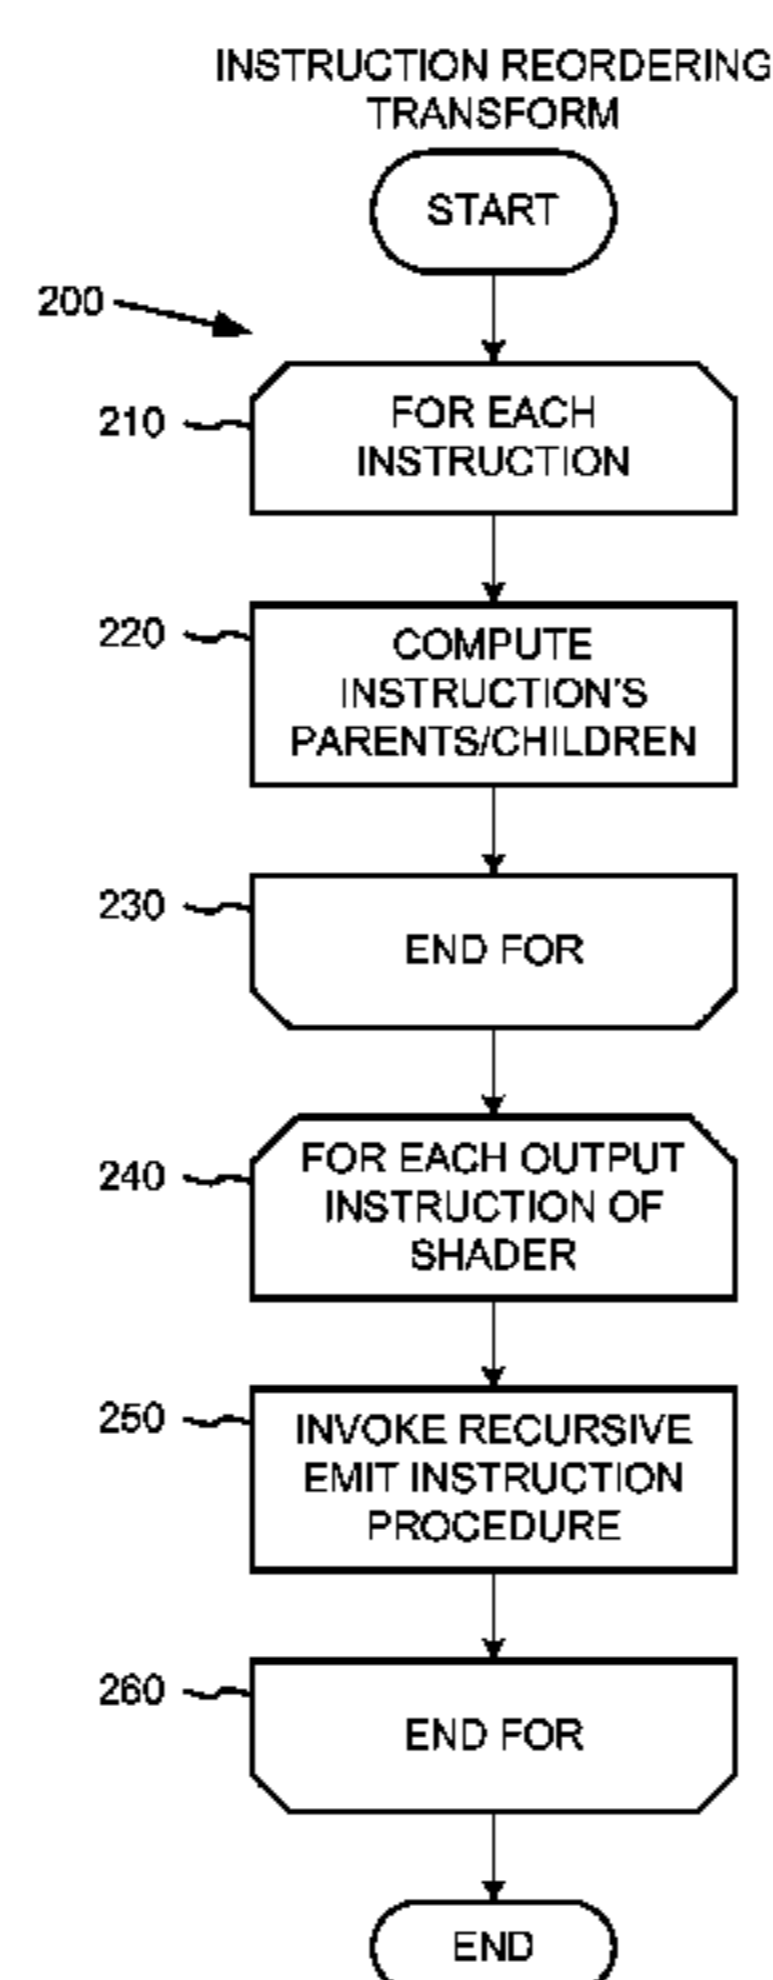 INSTRUCTION REORDERING
TRANSFORM
START
200
210
FOR EACH
INSTRUCTION
220
COMPUTE
INSTRUCTION'S
PARENTS/CHILDREN
230
END FOR
240
FOR EACH OUTPUT
INSTRUCTION OF
SHADER
250
INVOKE RECURSIVE
EMIT INSTRUCTION
PROCEDURE
260
END FOR
END